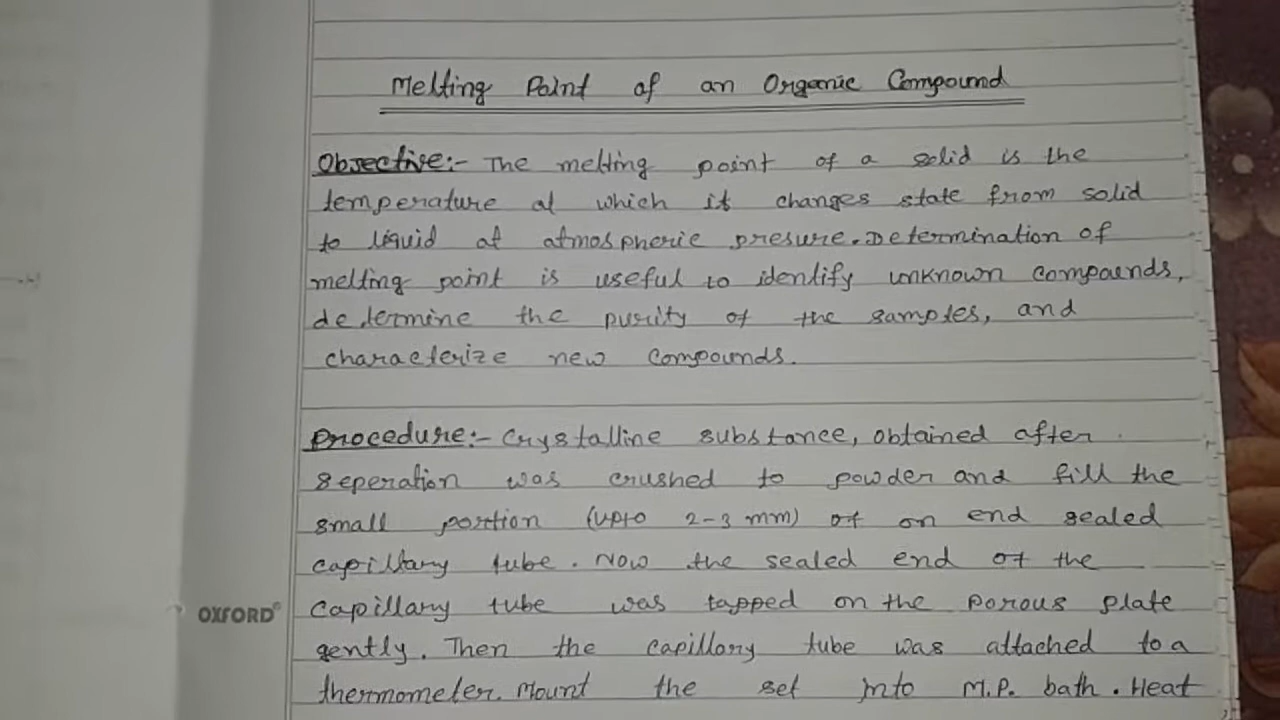 Melting Point of an Organic Compound
Objective:- The melting point of a solid is the
temperature at which it changes state from solid
to liquid at atmospheric presure. Determination of
melting point is useful to identify unknown compounds,
determine the purity of the samples, and
characterize new compounds.
Procedure:- Crystalline substance, obtained after
seperation was crushed to powder and fill the
small portion (upto 2-3 mm) of on end sealed
capillary tube. Now the sealed end of the
OXFORD capillary tube was tapped on the porous plate
gently. Then the capillary tube was attached to a
thermometer. Mount the set into M.P. bath. Heat